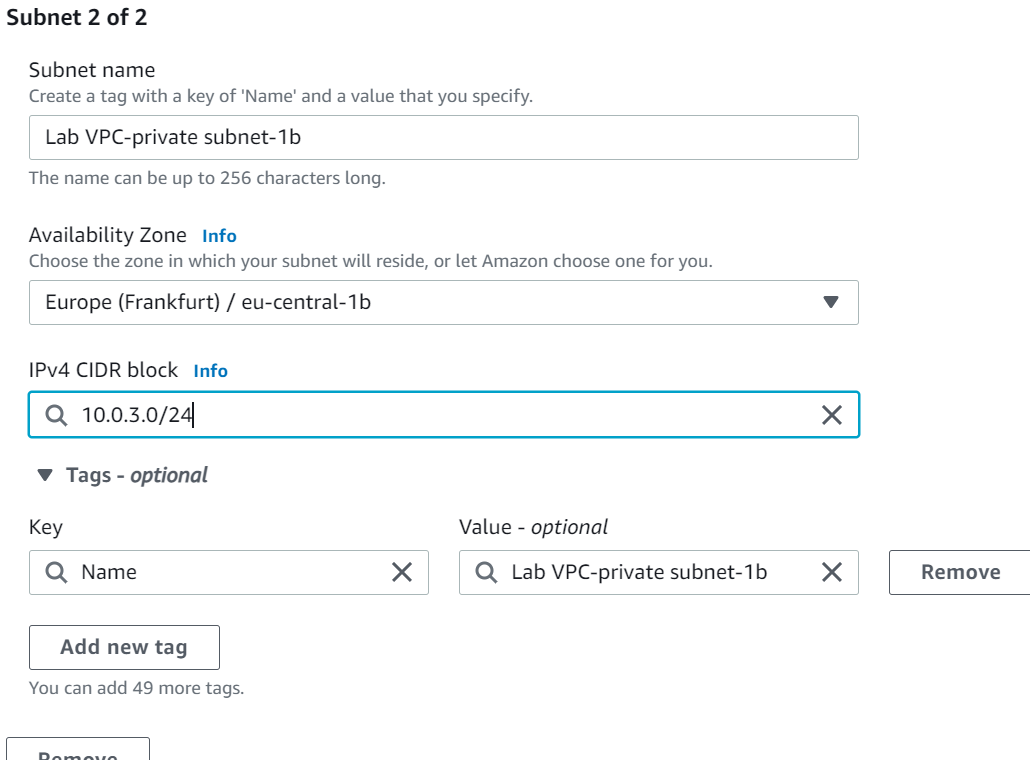 Subnet 2 of 2
Subnet name
Create a tag with a key of 'Name' and a value that you specify.
Lab VPC-private subnet-1b
The name can be up to 256 characters long.
Availability Zone Info
Choose the zone in which your subnet will reside, or let Amazon choose one for you.
Europe (Frankfurt) / eu-central-1b
IPv4 CIDR block Info
10.0.3.0/24
Tags - optional
Key Value - optional
Name Lab VPC-private subnet-1b Remove
Add new tag
You can add 49 more tags.
Remove